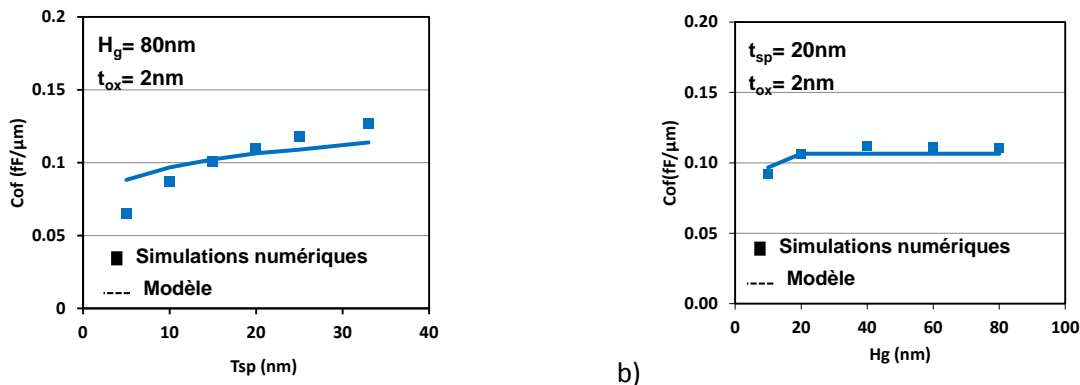 0.2
0.15
0.1
0.05
0
Cof (fF/µm)
Hg= 80nm
tox= 2nm
Simulations numériques
Modèle
0 10 20 30 40
Tsp (nm)
0.20
0.15
0.10
0.05
0.00
Cof(fF/µm)
tsp= 20nm
tox= 2nm
Simulations numériques
Modèle
0 20 40 60 80 100
Hg (nm)
b)